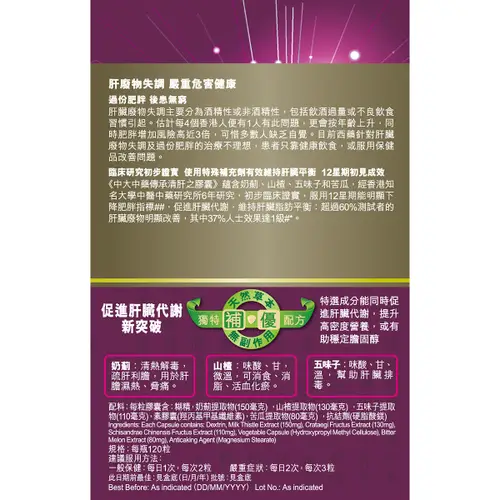 肝廢物失調 嚴重危害健康
過份肥胖 後患無窮
肝臟廢物失調主要分為酒精性或非酒精性，包括飲酒過量或不良飲食
習慣引起。估計每4個香港人便有1人有此問題，更會按年齡上升，同
時肥胖增加風險高近3倍，可惜多數人缺乏自覺。目前西藥針對肝臟
廢物失調及過份肥胖的治療不理想，患者只靠健康飲食，或服用保健
品改善問題。
臨床研究初步證實 使用特殊補充劑有效維持肝臟平衡 12星期初見成效
《中大中藥傳承清肝之膠囊》蘊含奶薊、山楂、五味子和苦瓜，經香港知
名大學中醫中藥研究所6年研究，初步臨床證實，服用12星期能明顯下
降肥胖指標##，促進肝臟代謝，維持肝臟脂肪平衡：超過60%測試者的
肝臟廢物明顯改善，其中37%人士效果達1級#*。
促進肝臟代謝
新突破
天然草本
獨特 補優 配方
無副作用
特選成分能同時促
進肝臟代謝，提升
高密度營養，或有
助穩定膽固醇
奶薊：清熱解毒，
疏肝利膽，用於肝
膽濕熱、脅痛。
山楂：味酸、甘，
微溫，可消食、消
脂、活血化瘀。
五味子：味酸、甘、
溫，幫助肝臟排
毒。
配料：每粒膠囊含：糊精，奶薊提取物(150毫克)，山楂提取物(130毫克)，五味子提取
物(110毫克)，素膠囊(羥丙基甲基纖維素)，苦瓜提取物(80毫克)，抗結劑(硬脂酸鎂)
Ingredients: Each Capsule contains: Dextrin, Milk Thistle Extract (150mg), Crataegi Fructus Extract (130mg),
Schisandrae Chinensis Fructus Extract (110mg), Vegetable Capsule (Hydroxypropyl Methyl Cellulose), Bitter
Melon Extract (80mg), Anticaking Agent (Magnesium Stearate)
規格：每瓶120粒
建議服用方法：
一般保健：每日1次，每次2粒 嚴重症狀：每日2次，每次3粒
此日期前最佳：見盒底(日/月/年) 批號：見盒底
Best Before: As indicated (DD/MM/YYYY) Lot No.: As indicated